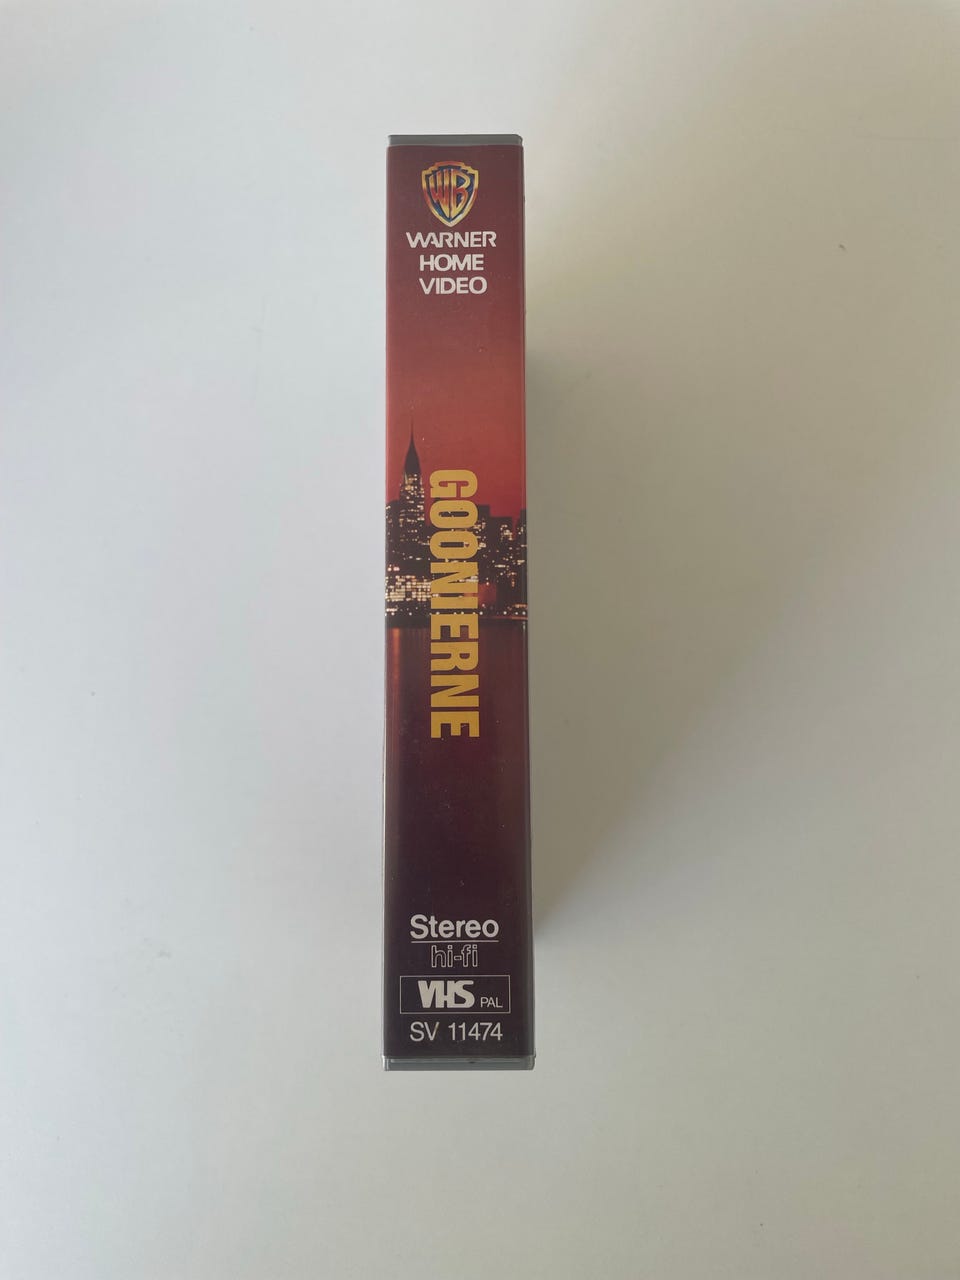 WB
WARNER
HOME
VIDEO
GOONIERNE
Stereo
hi-fi
VHS PAL
SV 11474